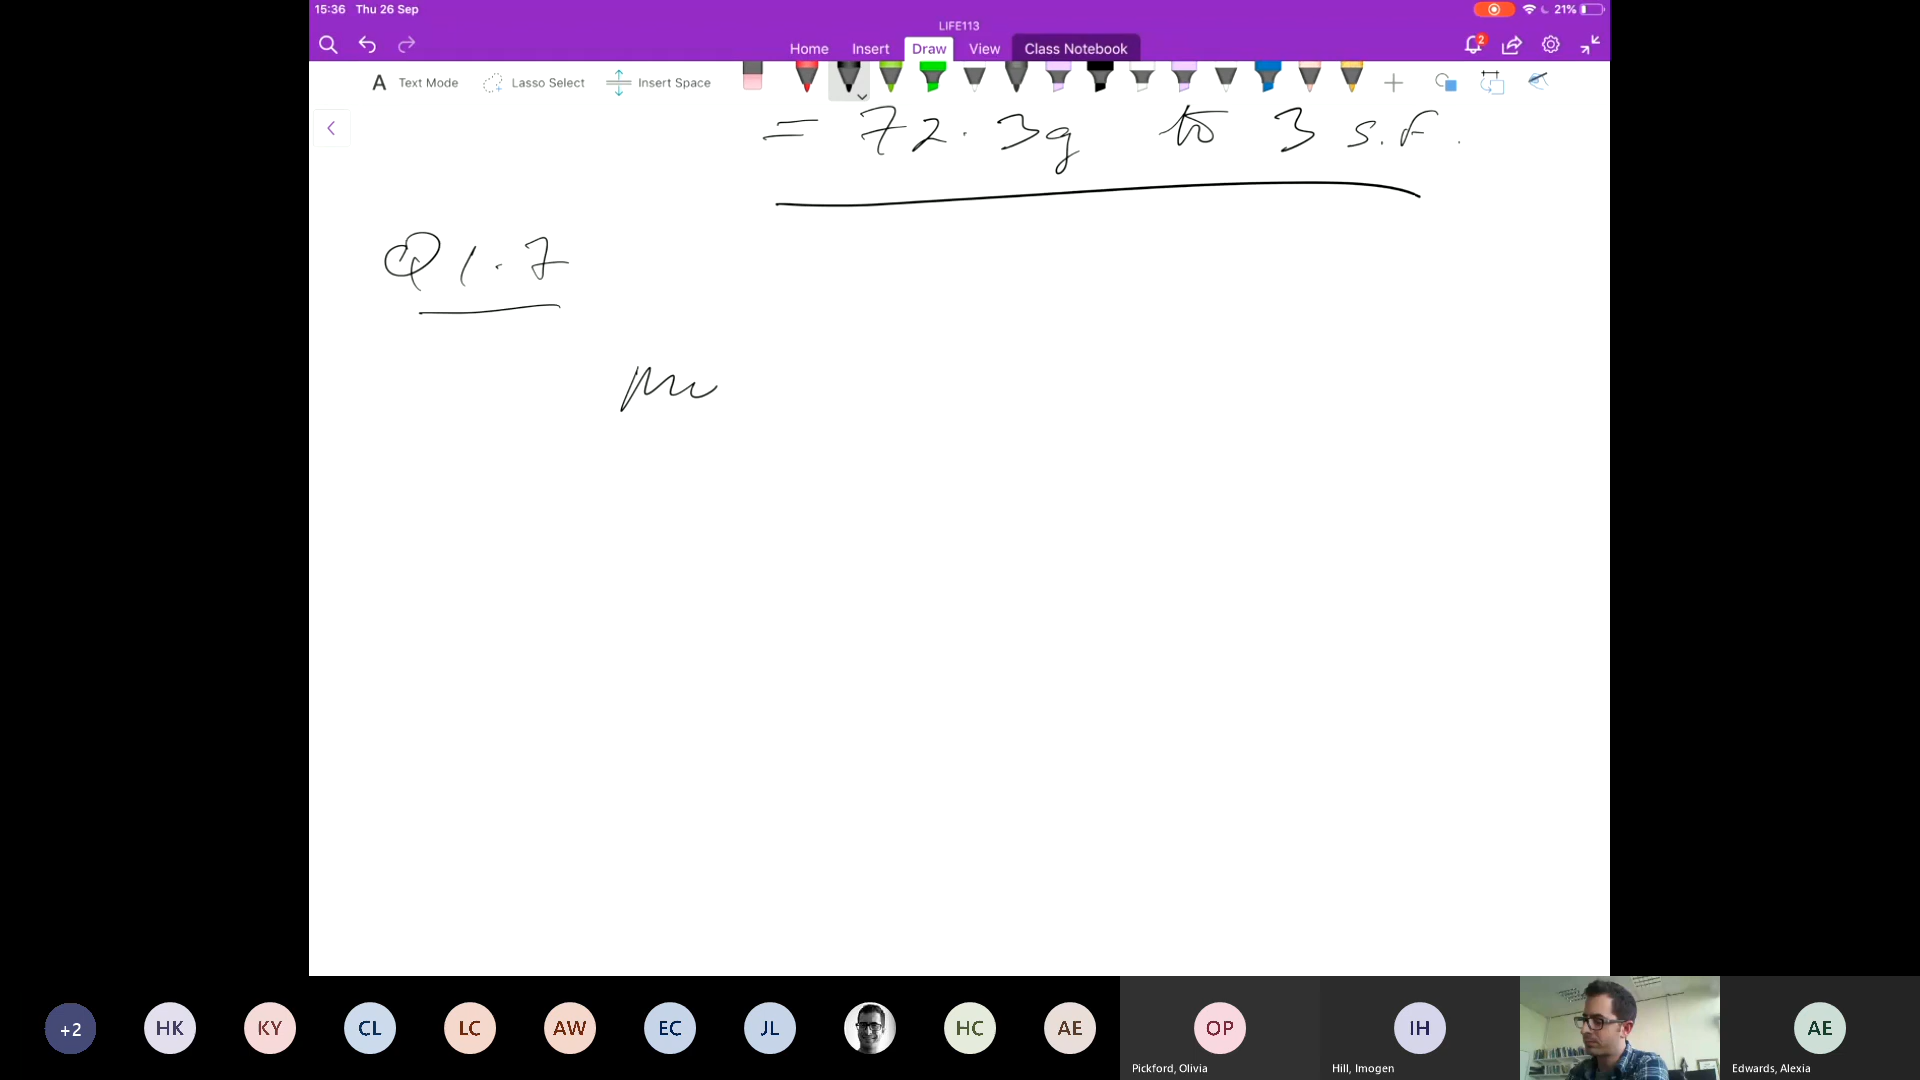 15:36 Thu 26 Sep
21%
LIFE113
Home Insert Draw View Class Notebook
2
A Text Mode Lasso Select Insert Space
= 72.3g to 3 s.f.
Q1.7
+2 HK KY CL LC AW EC JL HC AE OP IH AE
Pickford, Olivia Hill, Imogen Edwards, Alexia